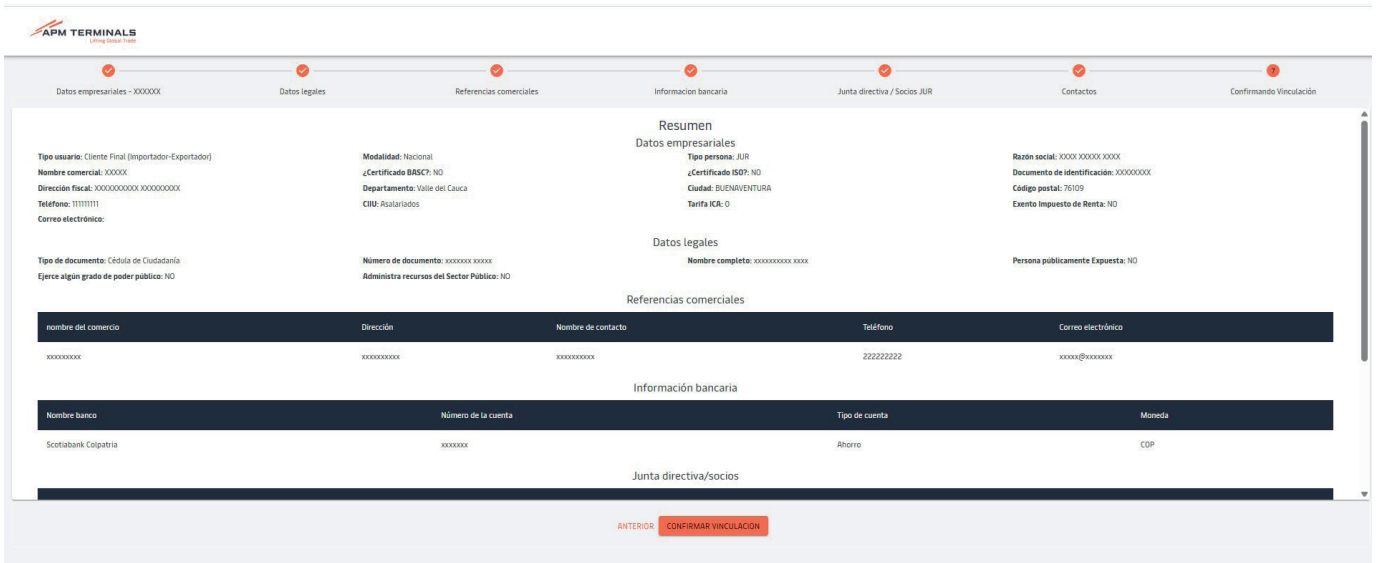 APM TERMINALS
Lifting Global Trade
Datos empresariales - XXXXXX Datos legales Referencias comerciales Informacion bancaria Junta directiva / Socios JUR Contactos 7 Confirmando Vinculación
Resumen
Datos empresariales
Tipo usuario: Cliente Final (Importador-Exportador) Modalidad: Nacional Tipo persona: JUR Razón social: XXXX XXXXX XXXX
Nombre comercial: XXXXX ¿Certificado BASC?: NO ¿Certificado ISO?: NO Documento de identificación: XXXXXXXX
Dirección fiscal: XXXXXXXXXX XXXXXXXXX Departamento: Valle del Cauca Ciudad: BUENAVENTURA Código postal: 76109
Teléfono: 111111111 CIIU: Asalariados Tarifa ICA: 0 Exento Impuesto de Renta: NO
Correo electrónico:
Datos legales
Tipo de documento: Cédula de Ciudadanía Número de documento: xxxxxxx xxxxx Nombre completo: xxxxxxxxxx xxxx Persona públicamente Expuesta: NO
Ejerce algún grado de poder público: NO Administra recursos del Sector Público: NO
Referencias comerciales
nombre del comercio Dirección Nombre de contacto Teléfono Correo electrónico
xxxxxxxxx xxxxxxxxxx xxxxxxxxxx 222222222 xxxxx@xxxxxxx
Información bancaria
Nombre banco Número de la cuenta Tipo de cuenta Moneda
Scotiabank Colpatria xxxxxxx Ahorro COP
Junta directiva/socios
ANTERIOR CONFIRMAR VINCULACION